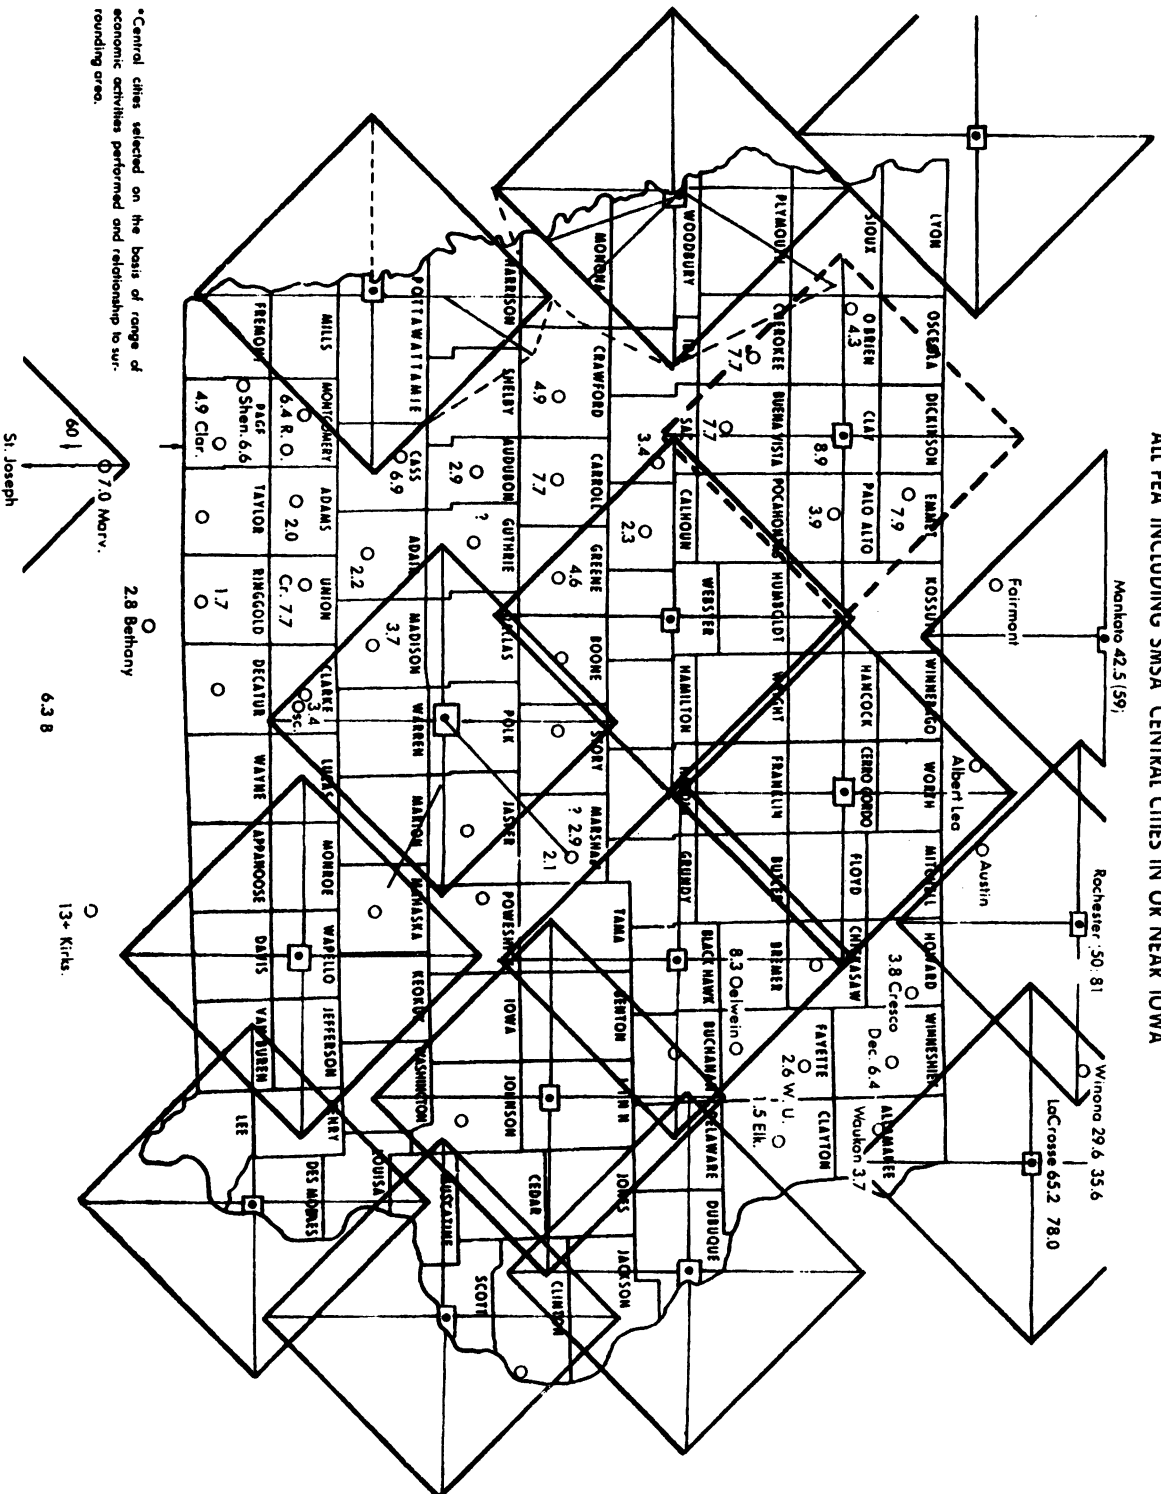 ALL FEA INCLUDING SMSA CENTRAL CITIES IN OR NEAR IOWA
Mankato 42.5 (59)
Rochester 50. 81
Winona 29.6 35.6
LaCrosse 65.2 78.0
Fairmont
Albert Lea
Austin
LYON
OSCEOLA
DICKINSON
EMMET
7.9
KOSSUTH
WINNEBAGO
WORTH
MITCHELL
HOWARD
3.8 Cresco
WINNESHIEK
Dec. 6.4
ALLAMAKEE
Waukon 3.7
SIOUX
O BRIEN
4.3
CLAY
8.9
PALO ALTO
3.9
HANCOCK
CERRO GORDO
FLOYD
CHICKASAW
FAYETTE
2.6 W. U.
CLAYTON
1.5 Elk.
PLYMOUTH
CHEROKEE
7.7
BUENA VISTA
7.7
POCAHONTAS
HUMBOLDT
WRIGHT
FRANKLIN
BUTLER
BREMER
8.3 Oelwein
WOODBURY
IDA
SAC
3.4
CALHOUN
2.3
WEBSTER
HAMILTON
HARDIN
GRUNDY
BLACK HAWK
BUCHANAN
DELAWARE
DUBUQUE
MONONA
CRAWFORD
4.9
CARROLL
7.7
GREENE
4.6
BOONE
STORY
MARSHALL
? 2.9
2.1
TAMA
BENTON
LINN
JONES
JACKSON
HARRISON
SHELBY
AUDUBON
2.9
GUTHRIE
?
DALLAS
POLK
JASPER
POWESHIEK
IOWA
JOHNSON
CEDAR
CLINTON
SCOTT
POTTAWATTAMIE
CASS
6.9
ADAIR
2.2
MADISON
3.7
WARREN
MARION
MAHASKA
KEOKUK
WASHINGTON
MUSCATINE
LOUISA
MILLS
MONTGOMERY
6.4 R. O.
ADAMS
2.0
UNION
Cr. 7.7
CLARKE
3.4
Osc.
LUCAS
MONROE
WAPELLO
JEFFERSON
HENRY
DES MOINES
FREMONT
PAGE
Shen. 6.6
4.9 Clar.
TAYLOR
RINGGOLD
1.7
DECATUR
WAYNE
APPANOOSE
DAVIS
VAN BUREN
LEE
*Central cities selected on the basis of range of
economic activities performed and relationship to sur-
rounding area.
60
7.0 Marv.
St. Joseph
2.8 Bethany
6.3 8
13+ Kirks.